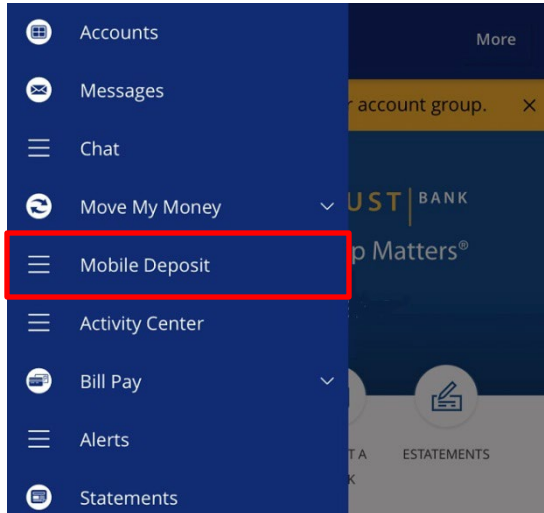 Accounts
More
Messages
r account group.
Chat
Move My Money
UST BANK
p Matters®
Mobile Deposit
Activity Center
Bill Pay
Alerts
T A
K
ESTATEMENTS
Statements